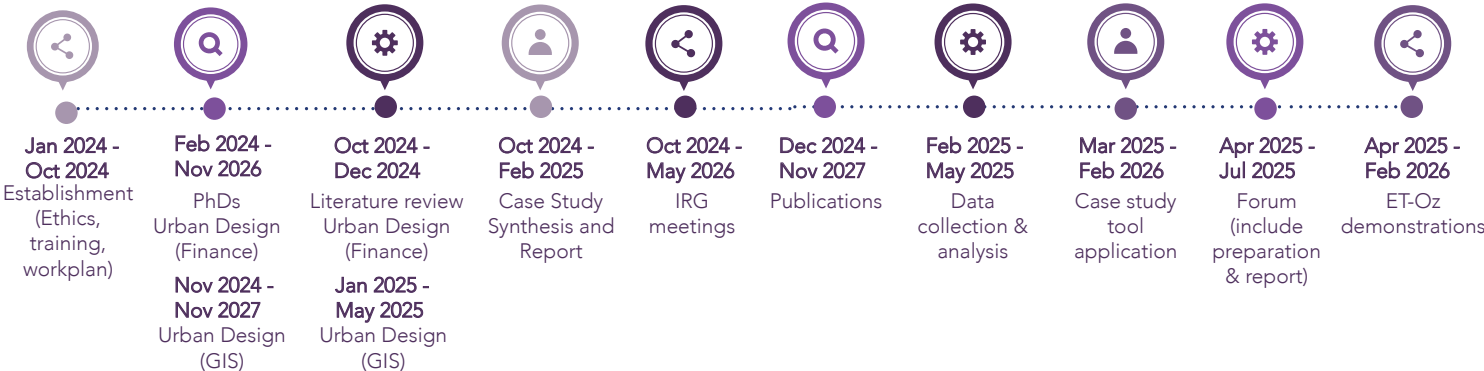 Jan 2024 -
Oct 2024
Establishment
(Ethics,
training,
workplan)
Feb 2024 -
Nov 2026
PhDs
Urban Design
(Finance)
Nov 2024 -
Nov 2027
Urban Design
(GIS)
Oct 2024 -
Dec 2024
Literature review
Urban Design
(Finance)
Jan 2025 -
May 2025
Urban Design
(GIS)
Oct 2024 -
Feb 2025
Case Study
Synthesis and
Report
Oct 2024 -
May 2026
IRG
meetings
Dec 2024 -
Nov 2027
Publications
Feb 2025 -
May 2025
Data
collection &
analysis
Mar 2025 -
Feb 2026
Case study
tool
application
Apr 2025 -
Jul 2025
Forum
(include
preparation
& report)
Apr 2025 -
Feb 2026
ET-Oz
demonstrations